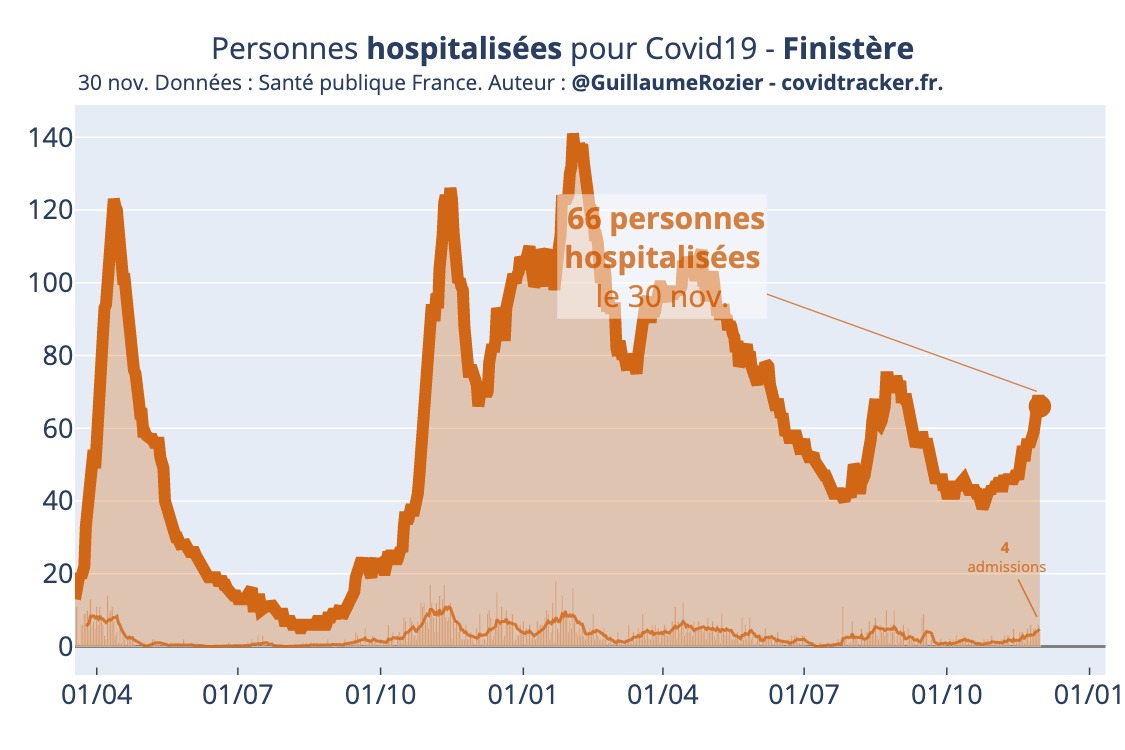 Personnes hospitalisées pour Covid19 - Finistère
30 nov. Données : Santé publique France. Auteur : @GuillaumeRozier - covidtracker.fr.
140
120
100
80
60
40
20
0
66 personnes
hospitalisées
le 30 nov.
4
admissions
01/04 01/07 01/10 01/01 01/04 01/07 01/10 01/01